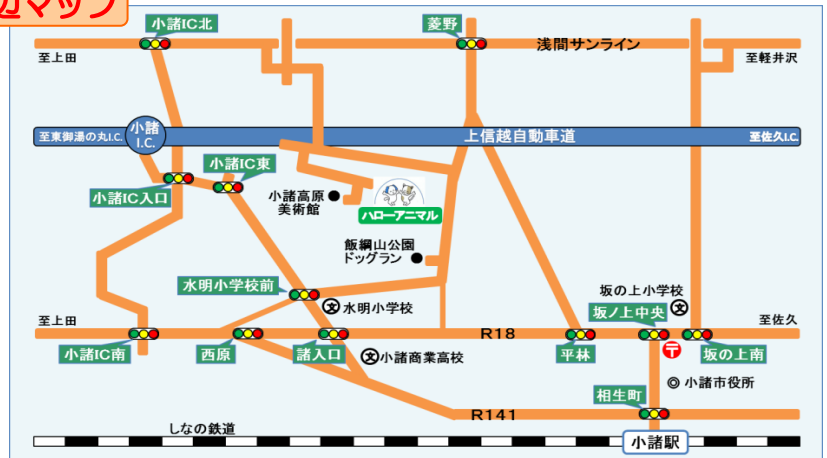 辺マップ
小諸IC北
菱野
浅間サンライン
至上田
至軽井沢
至東御湯の丸I.C.
小諸
I.C.
上信越自動車道
至佐久I.C.
小諸IC東
小諸IC入口
小諸高原
美術館
ハローアニマル
飯綱山公園
ドッグラン
水明小学校前
文
水明小学校
坂の上小学校
文
坂ノ上中央
至上田
R18
至佐久
小諸IC南
西原
諸入口
文
小諸商業高校
平林
〒
坂の上南
小諸市役所
相生町
R141
しなの鉄道
小諸駅